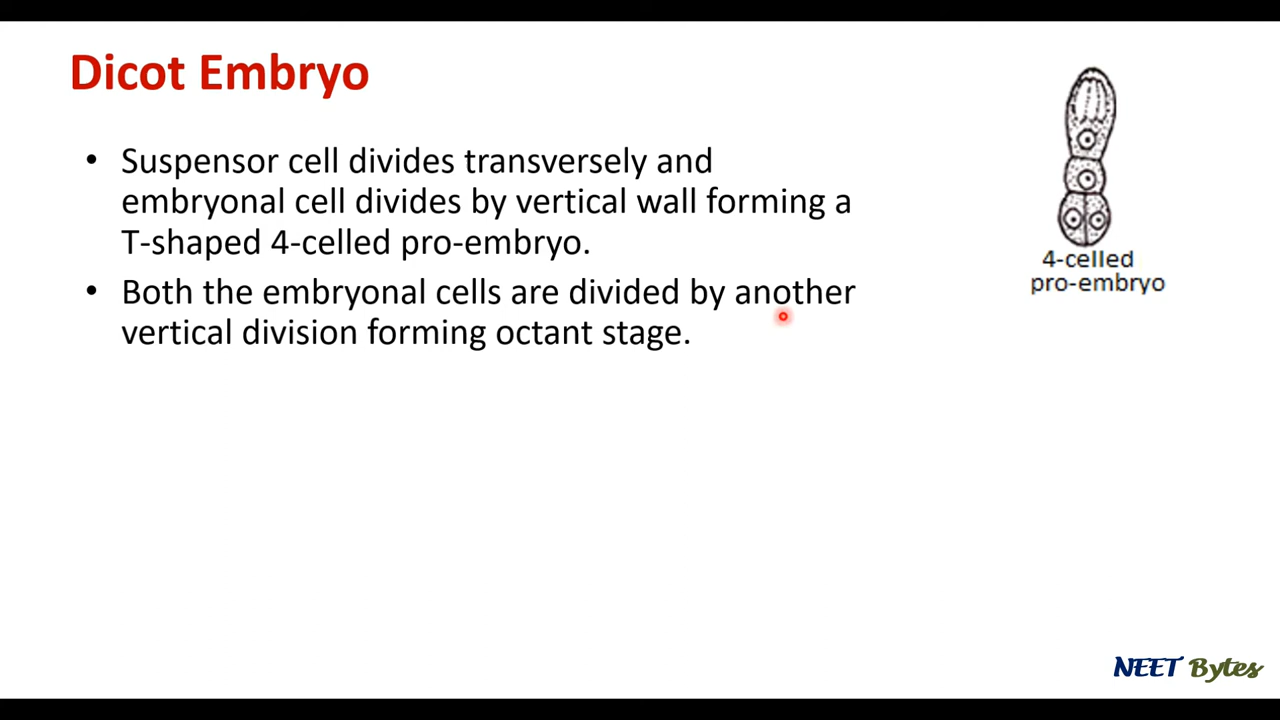 Dicot Embryo
• Suspensor cell divides transversely and
embryonal cell divides by vertical wall forming a
T-shaped 4-celled pro-embryo.
• Both the embryonal cells are divided by another
vertical division forming octant stage.
4-celled
pro-embryo
NEET Bytes